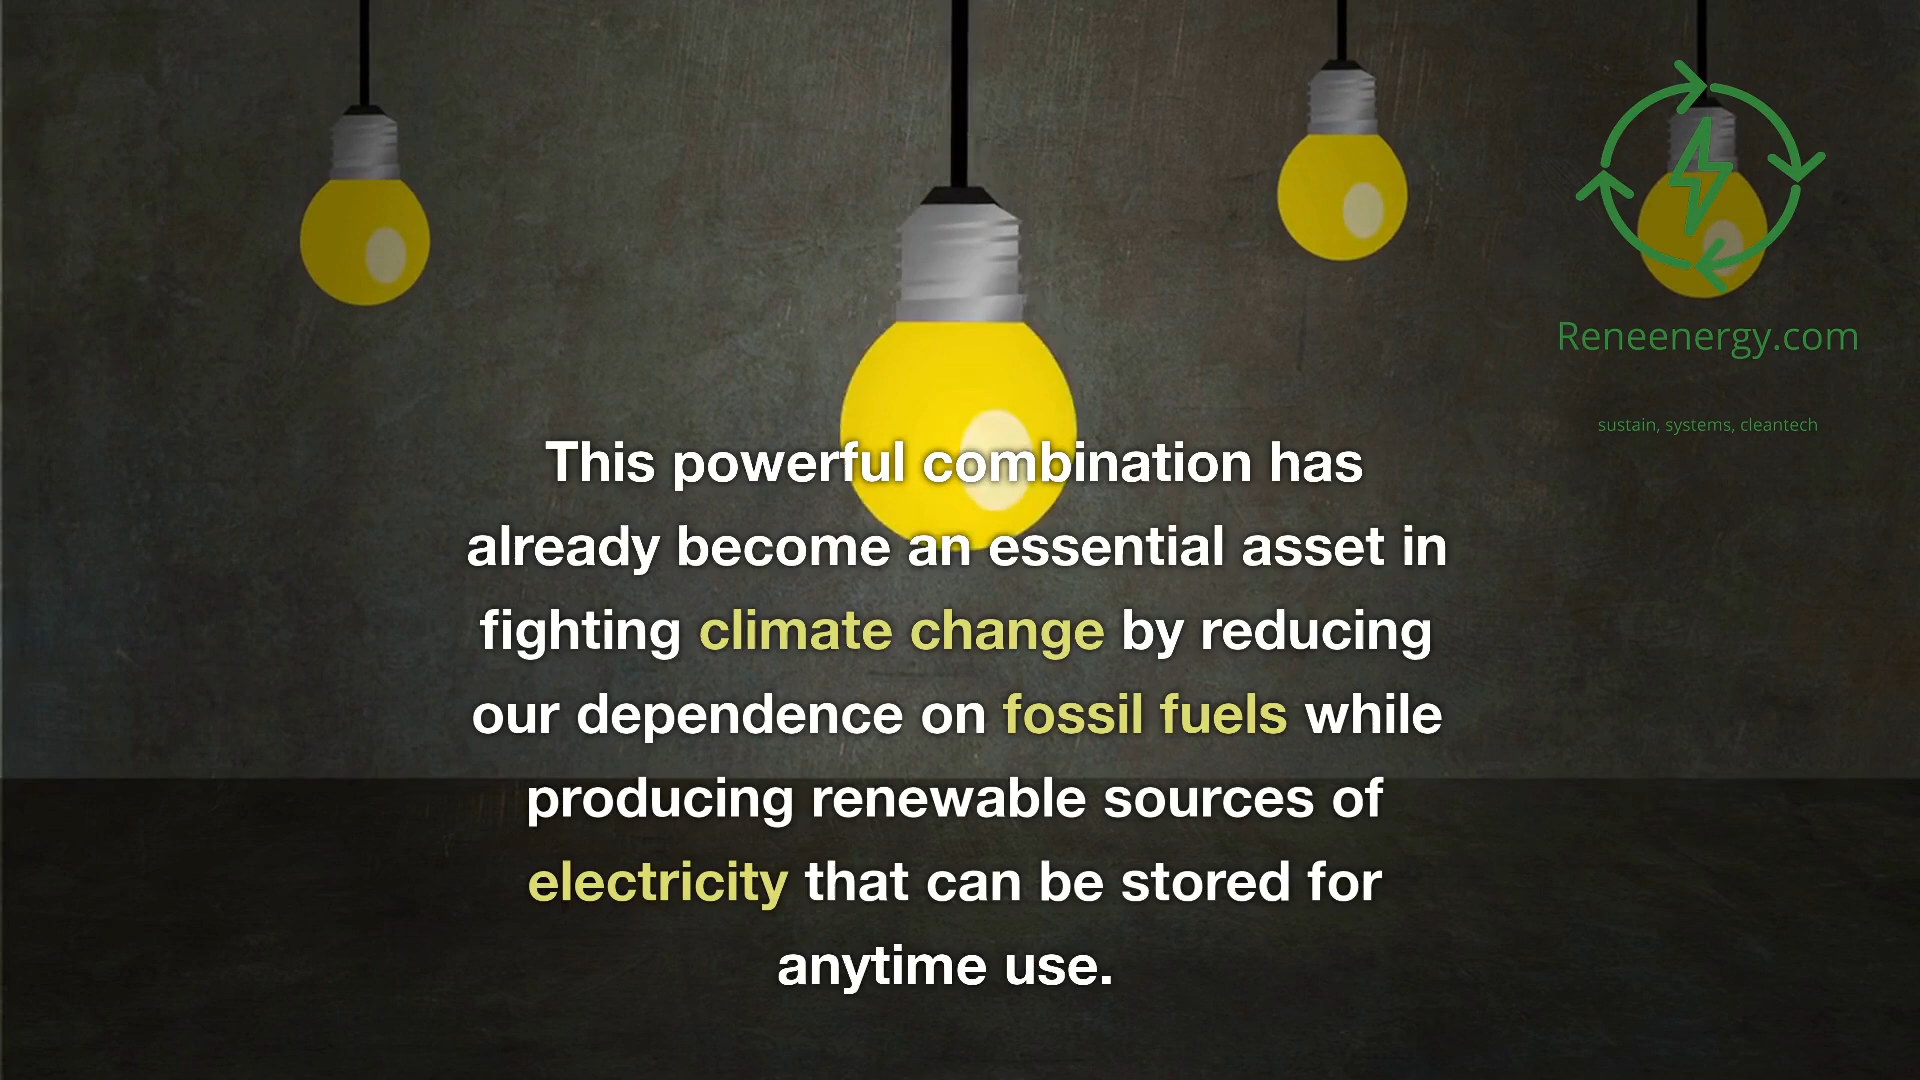 Reneenergy.com
sustain, systems, cleantech
This powerful combination has
already become an essential asset in
fighting climate change by reducing
our dependence on fossil fuels while
producing renewable sources of
electricity that can be stored for
anytime use.